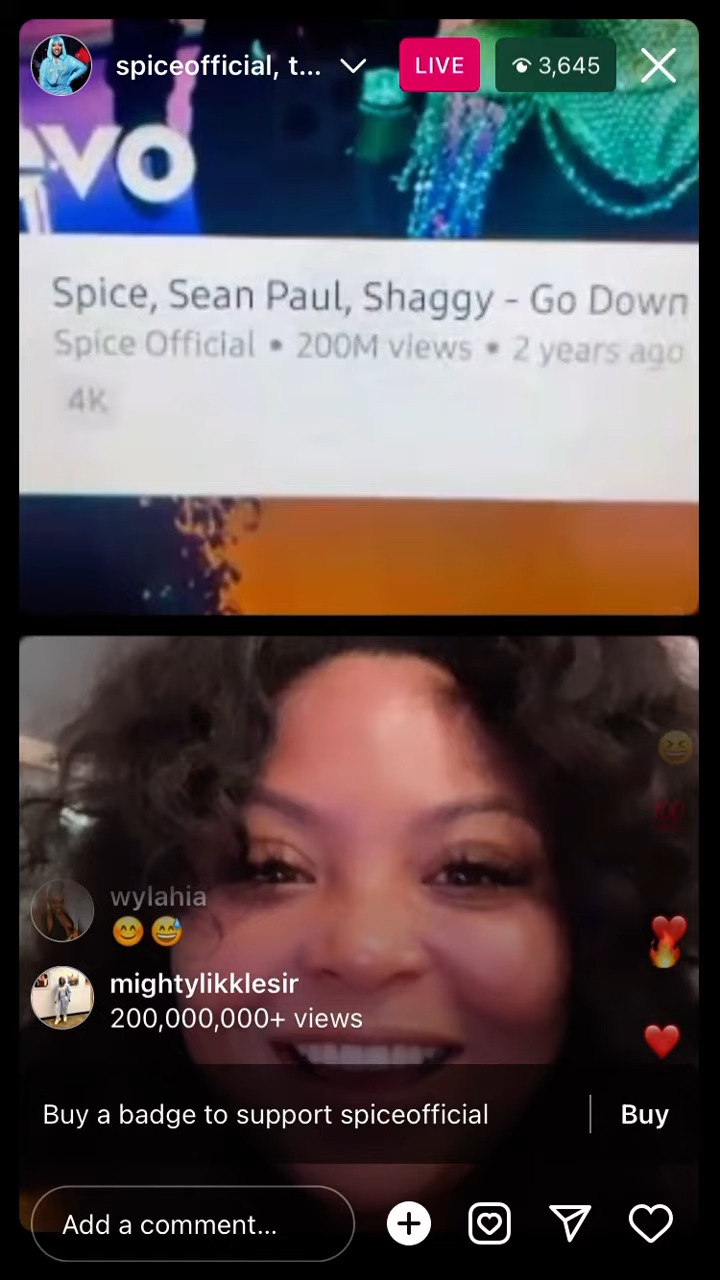 spiceofficial, t...
LIVE
3,645
evo
Spice, Sean Paul, Shaggy - Go Down
Spice Official • 200M views • 2 years ago
4K
wylahia
😊 😅
mightylikklesir
200,000,000+ views
Buy a badge to support spiceofficial
Buy
Add a comment...